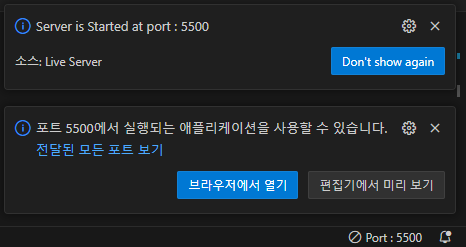 Server is Started at port : 5500
소스: Live Server
Don't show again
포트 5500에서 실행되는 애플리케이션을 사용할 수 있습니다.
전달된 모든 포트 보기
브라우저에서 열기
편집기에서 미리 보기
Port : 5500